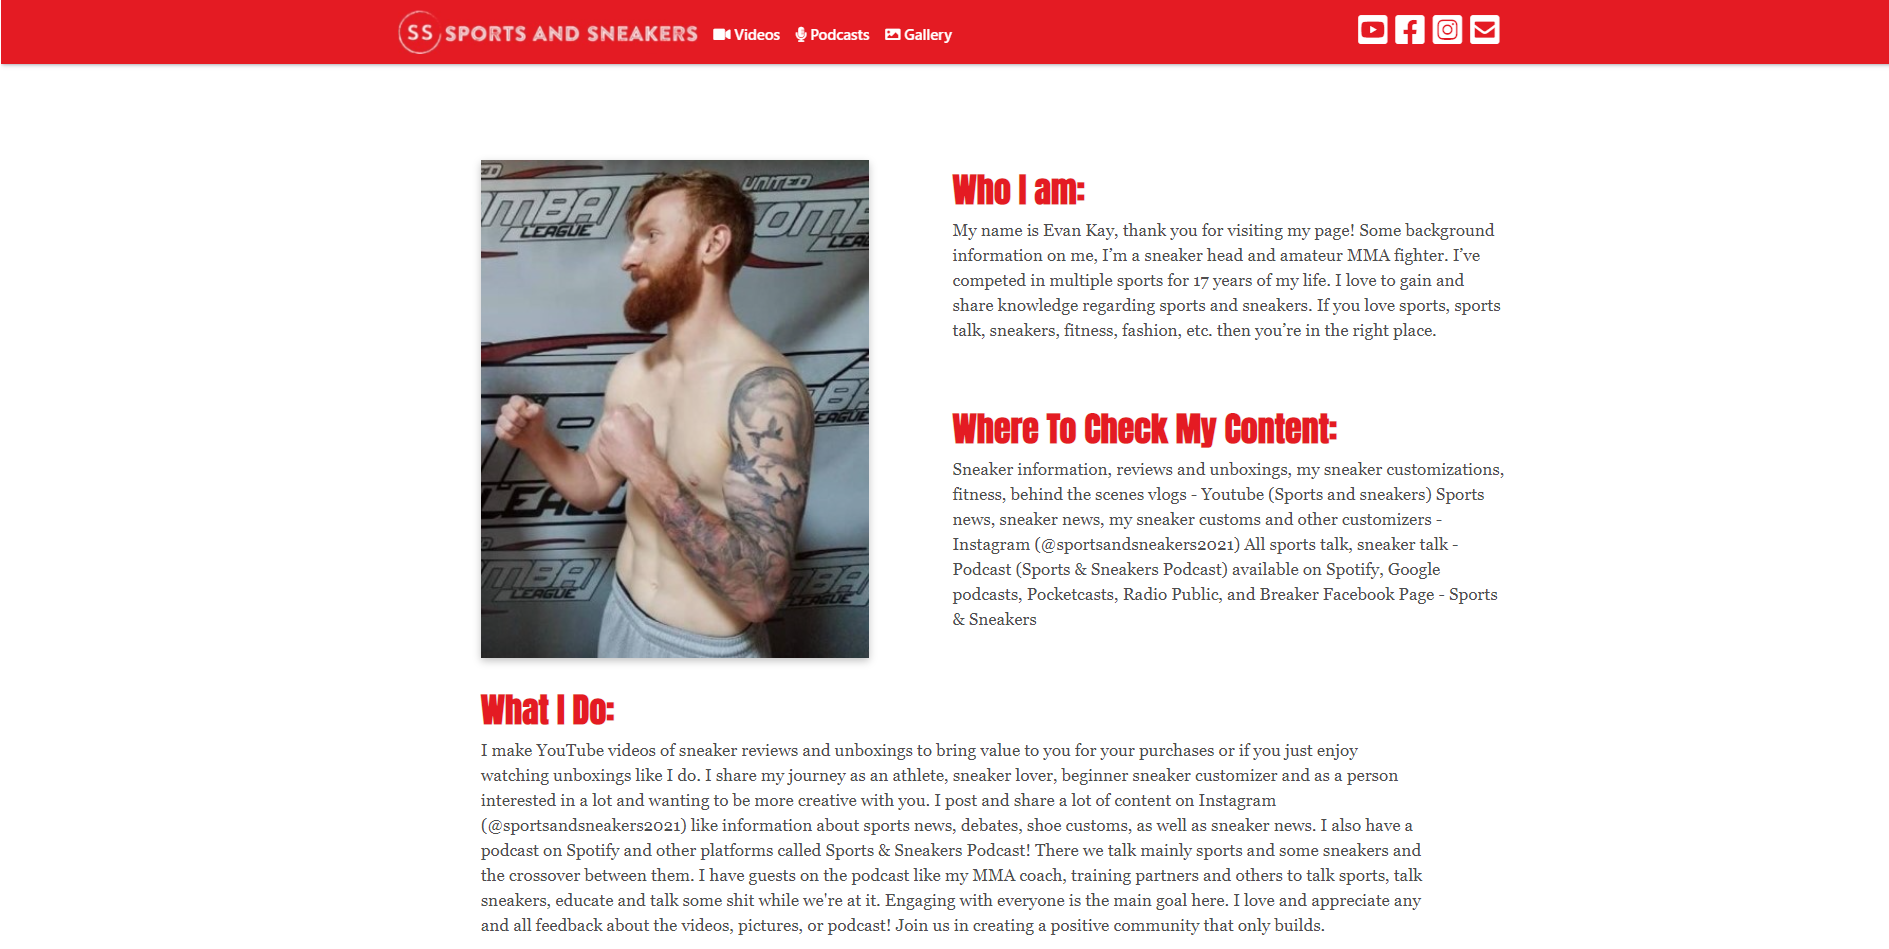 SS SPORTS AND SNEAKERS Videos Podcasts Gallery
UNITED
COMBAT
LEAGUE
Who I am:
My name is Evan Kay, thank you for visiting my page! Some background
information on me, I’m a sneaker head and amateur MMA fighter. I’ve
competed in multiple sports for 17 years of my life. I love to gain and
share knowledge regarding sports and sneakers. If you love sports, sports
talk, sneakers, fitness, fashion, etc. then you’re in the right place.
Where To Check My Content:
Sneaker information, reviews and unboxings, my sneaker customizations,
fitness, behind the scenes vlogs - Youtube (Sports and sneakers) Sports
news, sneaker news, my sneaker customs and other customizers -
Instagram (@sportsandsneakers2021) All sports talk, sneaker talk -
Podcast (Sports & Sneakers Podcast) available on Spotify, Google
podcasts, Pocketcasts, Radio Public, and Breaker Facebook Page - Sports
& Sneakers
What I Do:
I make YouTube videos of sneaker reviews and unboxings to bring value to you for your purchases or if you just enjoy
watching unboxings like I do. I share my journey as an athlete, sneaker lover, beginner sneaker customizer and as a person
interested in a lot and wanting to be more creative with you. I post and share a lot of content on Instagram
(@sportsandsneakers2021) like information about sports news, debates, shoe customs, as well as sneaker news. I also have a
podcast on Spotify and other platforms called Sports & Sneakers Podcast! There we talk mainly sports and some sneakers and
the crossover between them. I have guests on the podcast like my MMA coach, training partners and others to talk sports, talk
sneakers, educate and talk some shit while we're at it. Engaging with everyone is the main goal here. I love and appreciate any
and all feedback about the videos, pictures, or podcast! Join us in creating a positive community that only builds.